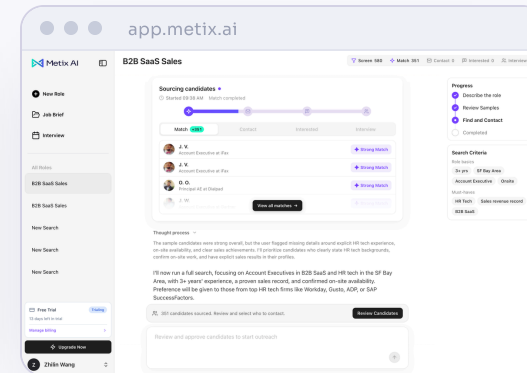 app.metix.ai
Metix AI
New Role
Job Brief
Interview
All Roles
B2B SaaS Sales
B2B SaaS Sales
New Search
New Search
New Search
Free Trial
Trialing
13 days left in trial
Manage billing
Upgrade Now
Z
Zhilin Wang
B2B SaaS Sales
Screen 580
Match 351
Contact 0
Interested 0
Interview
Sourcing candidates
Started 09:58 AM
Match completed
Match +351
Contact
Interested
Interview
J. V.
Account Executive at iFax
Strong Match
J. V.
Account Executive at iFax
Strong Match
O. O.
Principal AE at Dialpad
Strong Match
J. W.
View all matches →
Thought process
The sample candidates were strong overall, but the user flagged missing details around explicit HR tech experience,
on-site availability, and clear sales achievements. I'll prioritize candidates who clearly state HR tech backgrounds,
confirm on-site work, and have explicit sales results in their profiles.
I'll now run a full search, focusing on Account Executives in B2B SaaS and HR tech in the SF Bay
Area, with 3+ years' experience, a proven sales record, and confirmed on-site availability.
Preference will be given to those from top HR tech firms like Workday, Gusto, ADP, or SAP
SuccessFactors.
351 candidates sourced. Review and select who to contact.
Review Candidates
Review and approve candidates to start outreach
Progress
Describe the role
Review Samples
Find and Contact
Completed
Search Criteria
Role basics
3+ yrs
SF Bay Area
Account Executive
Onsite
Must-haves
HR Tech
Sales revenue record
B2B SaaS